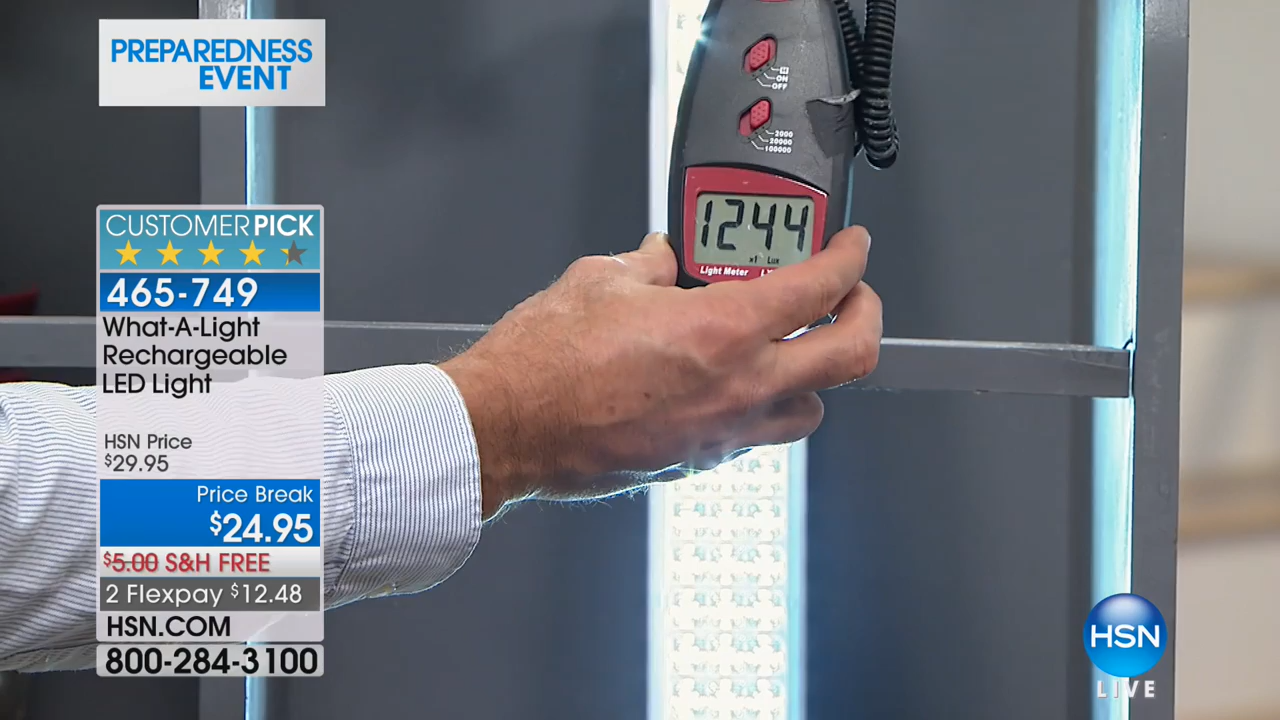 PREPAREDNESS
EVENT
CUSTOMER PICK
465-749
What-A-Light
Rechargeable
LED Light
HSN Price
$29.95
Price Break
$24.95
$5.00 S&H FREE
2 Flexpay $12.48
HSN.COM
800-284-3100
ON
OFF
2000
20000
100000
1244
x1 Lux
Light Meter
HSN
LIVE